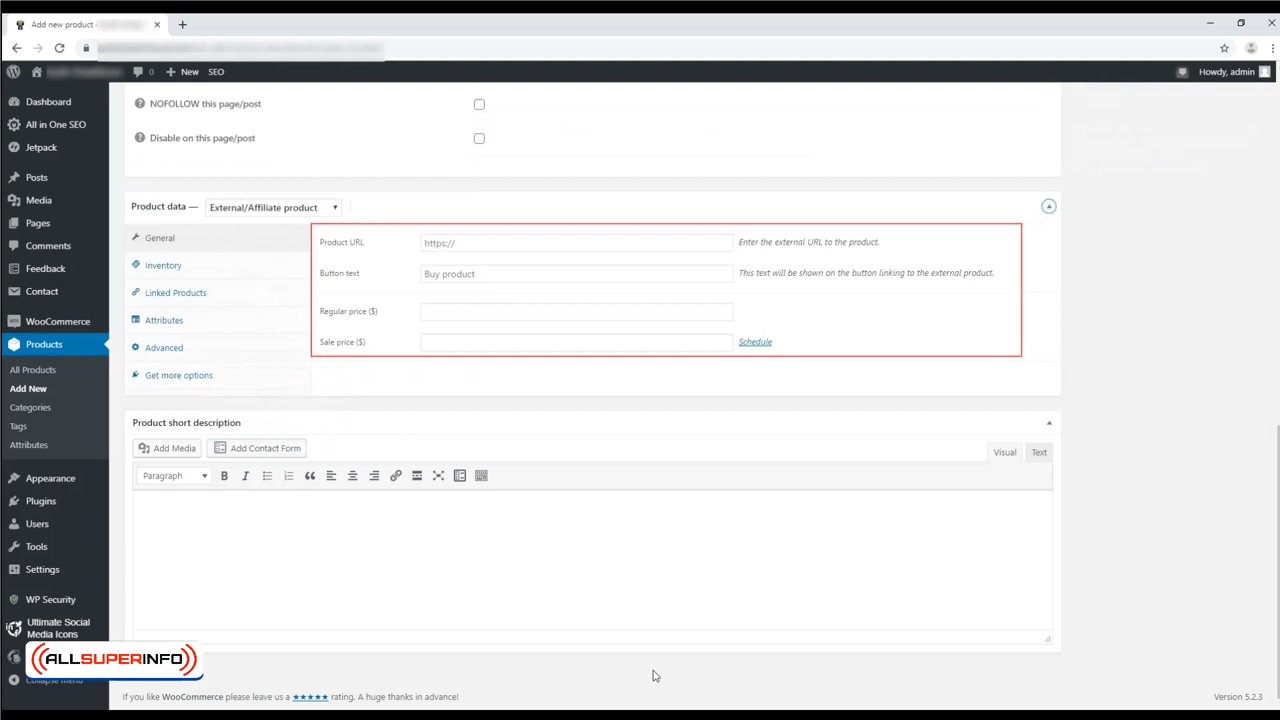 Add new product -
0
New
SEO
Howdy, admin
Dashboard
All in One SEO
Jetpack
Posts
Media
Pages
Comments
Feedback
Contact
WooCommerce
Products
All Products
Add New
Categories
Tags
Attributes
Appearance
Plugins
Users
Tools
Settings
WP Security
Ultimate Social
Media Icons
Collapse menu
ALLSUPERINFO
NOFOLLOW this page/post
Disable on this page/post
Product data — External/Affiliate product
General
Inventory
Linked Products
Attributes
Advanced
Get more options
Product URL https:// Enter the external URL to the product.
Button text Buy product This text will be shown on the button linking to the external product.
Regular price ($)
Sale price ($) Schedule
Product short description
Add Media Add Contact Form
Visual Text
Paragraph B I
If you like WooCommerce please leave us a ★★★★★ rating. A huge thanks in advance!
Version 5.2.3